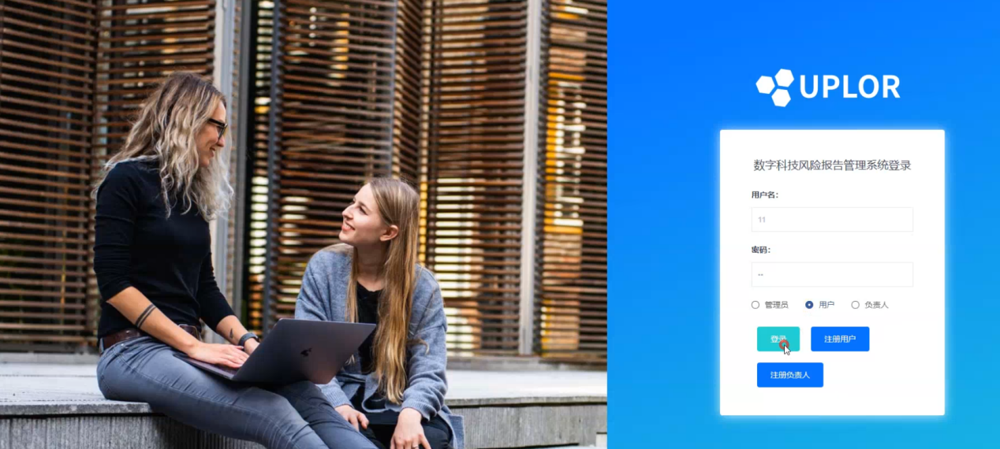 UPLOR
数字科技风险报告管理系统登录
用户名:
11
密码:
管理员 用户 负责人
登录 注册用户
注册负责人